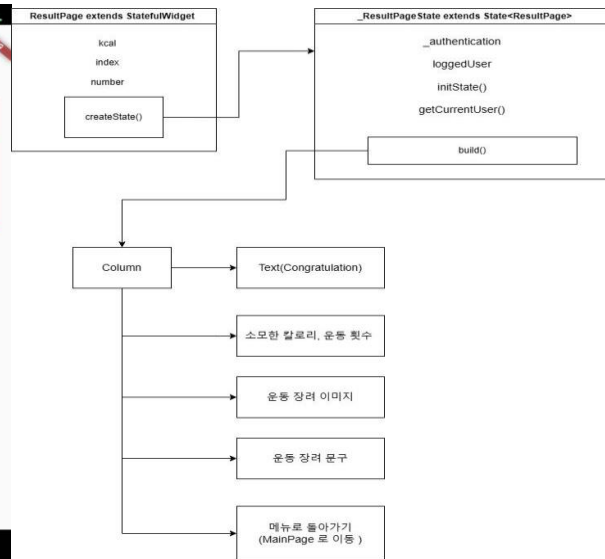 ResultPage extends StatefulWidget
kcal
index
number
createState()
_ResultPageState extends State<ResultPage>
_authentication
loggedUser
initState()
getCurrentUser()
build()
Column
Text(Congratulation)
소모한 칼로리, 운동 횟수
운동 장려 이미지
운동 장려 문구
메뉴로 돌아가기
(MainPage 로 이동 )